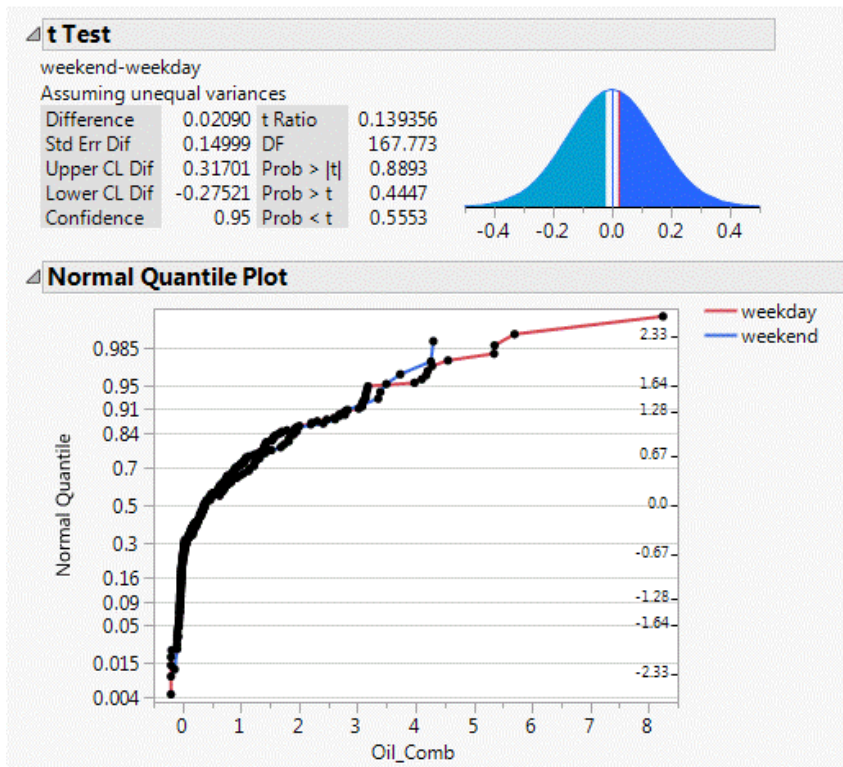 t Test
weekend-weekday
Assuming unequal variances
Difference 0.02090 t Ratio 0.139356
Std Err Dif 0.14999 DF 167.773
Upper CL Dif 0.31701 Prob > |t| 0.8893
Lower CL Dif -0.27521 Prob > t 0.4447
Confidence 0.95 Prob < t 0.5553
-0.4 -0.2 0.0 0.2 0.4
Normal Quantile Plot
weekday
weekend
Normal Quantile
0.985
0.95
0.91
0.84
0.7
0.5
0.3
0.16
0.09
0.05
0.015
0.004
2.33
1.64
1.28
0.67
0.0
-0.67
-1.28
-1.64
-2.33
0 1 2 3 4 5 6 7 8
Oil_Comb